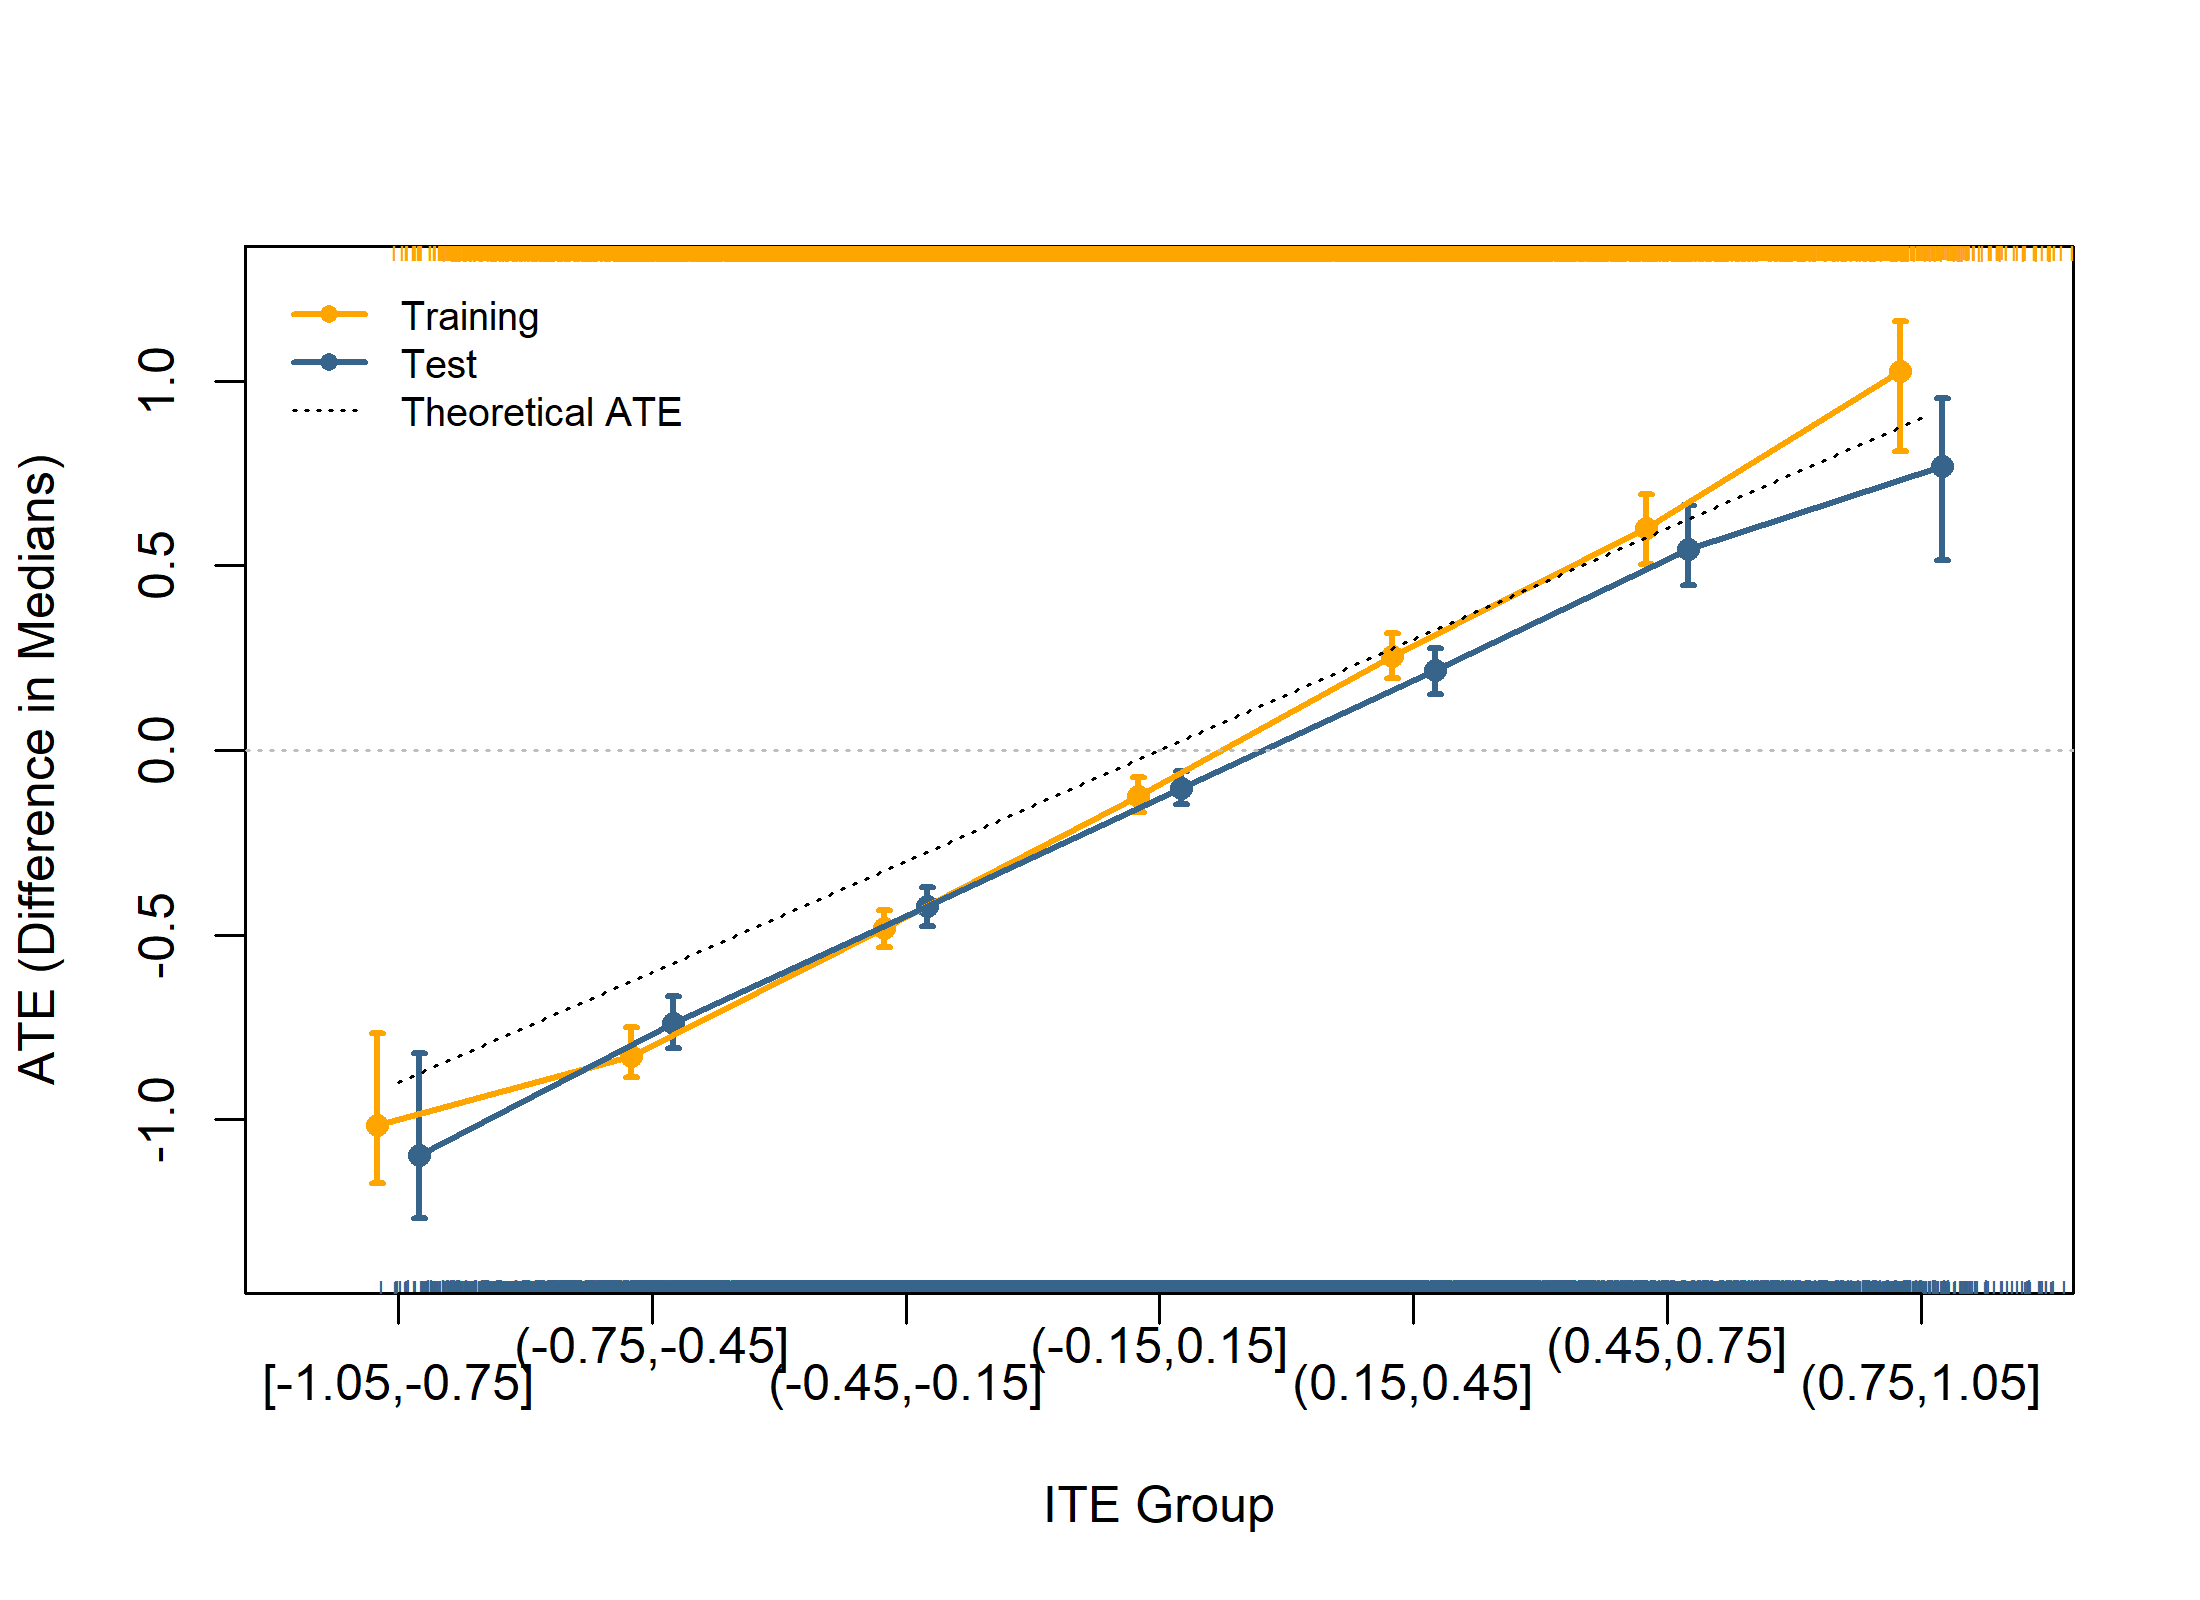 Training
Test
Theoretical ATE
ATE (Difference in Medians)
1.0
0.5
0.0
-0.5
-1.0
[-1.05,-0.75]
(-0.75,-0.45]
(-0.45,-0.15]
(-0.15,0.15]
(0.15,0.45]
(0.45,0.75]
(0.75,1.05]
ITE Group